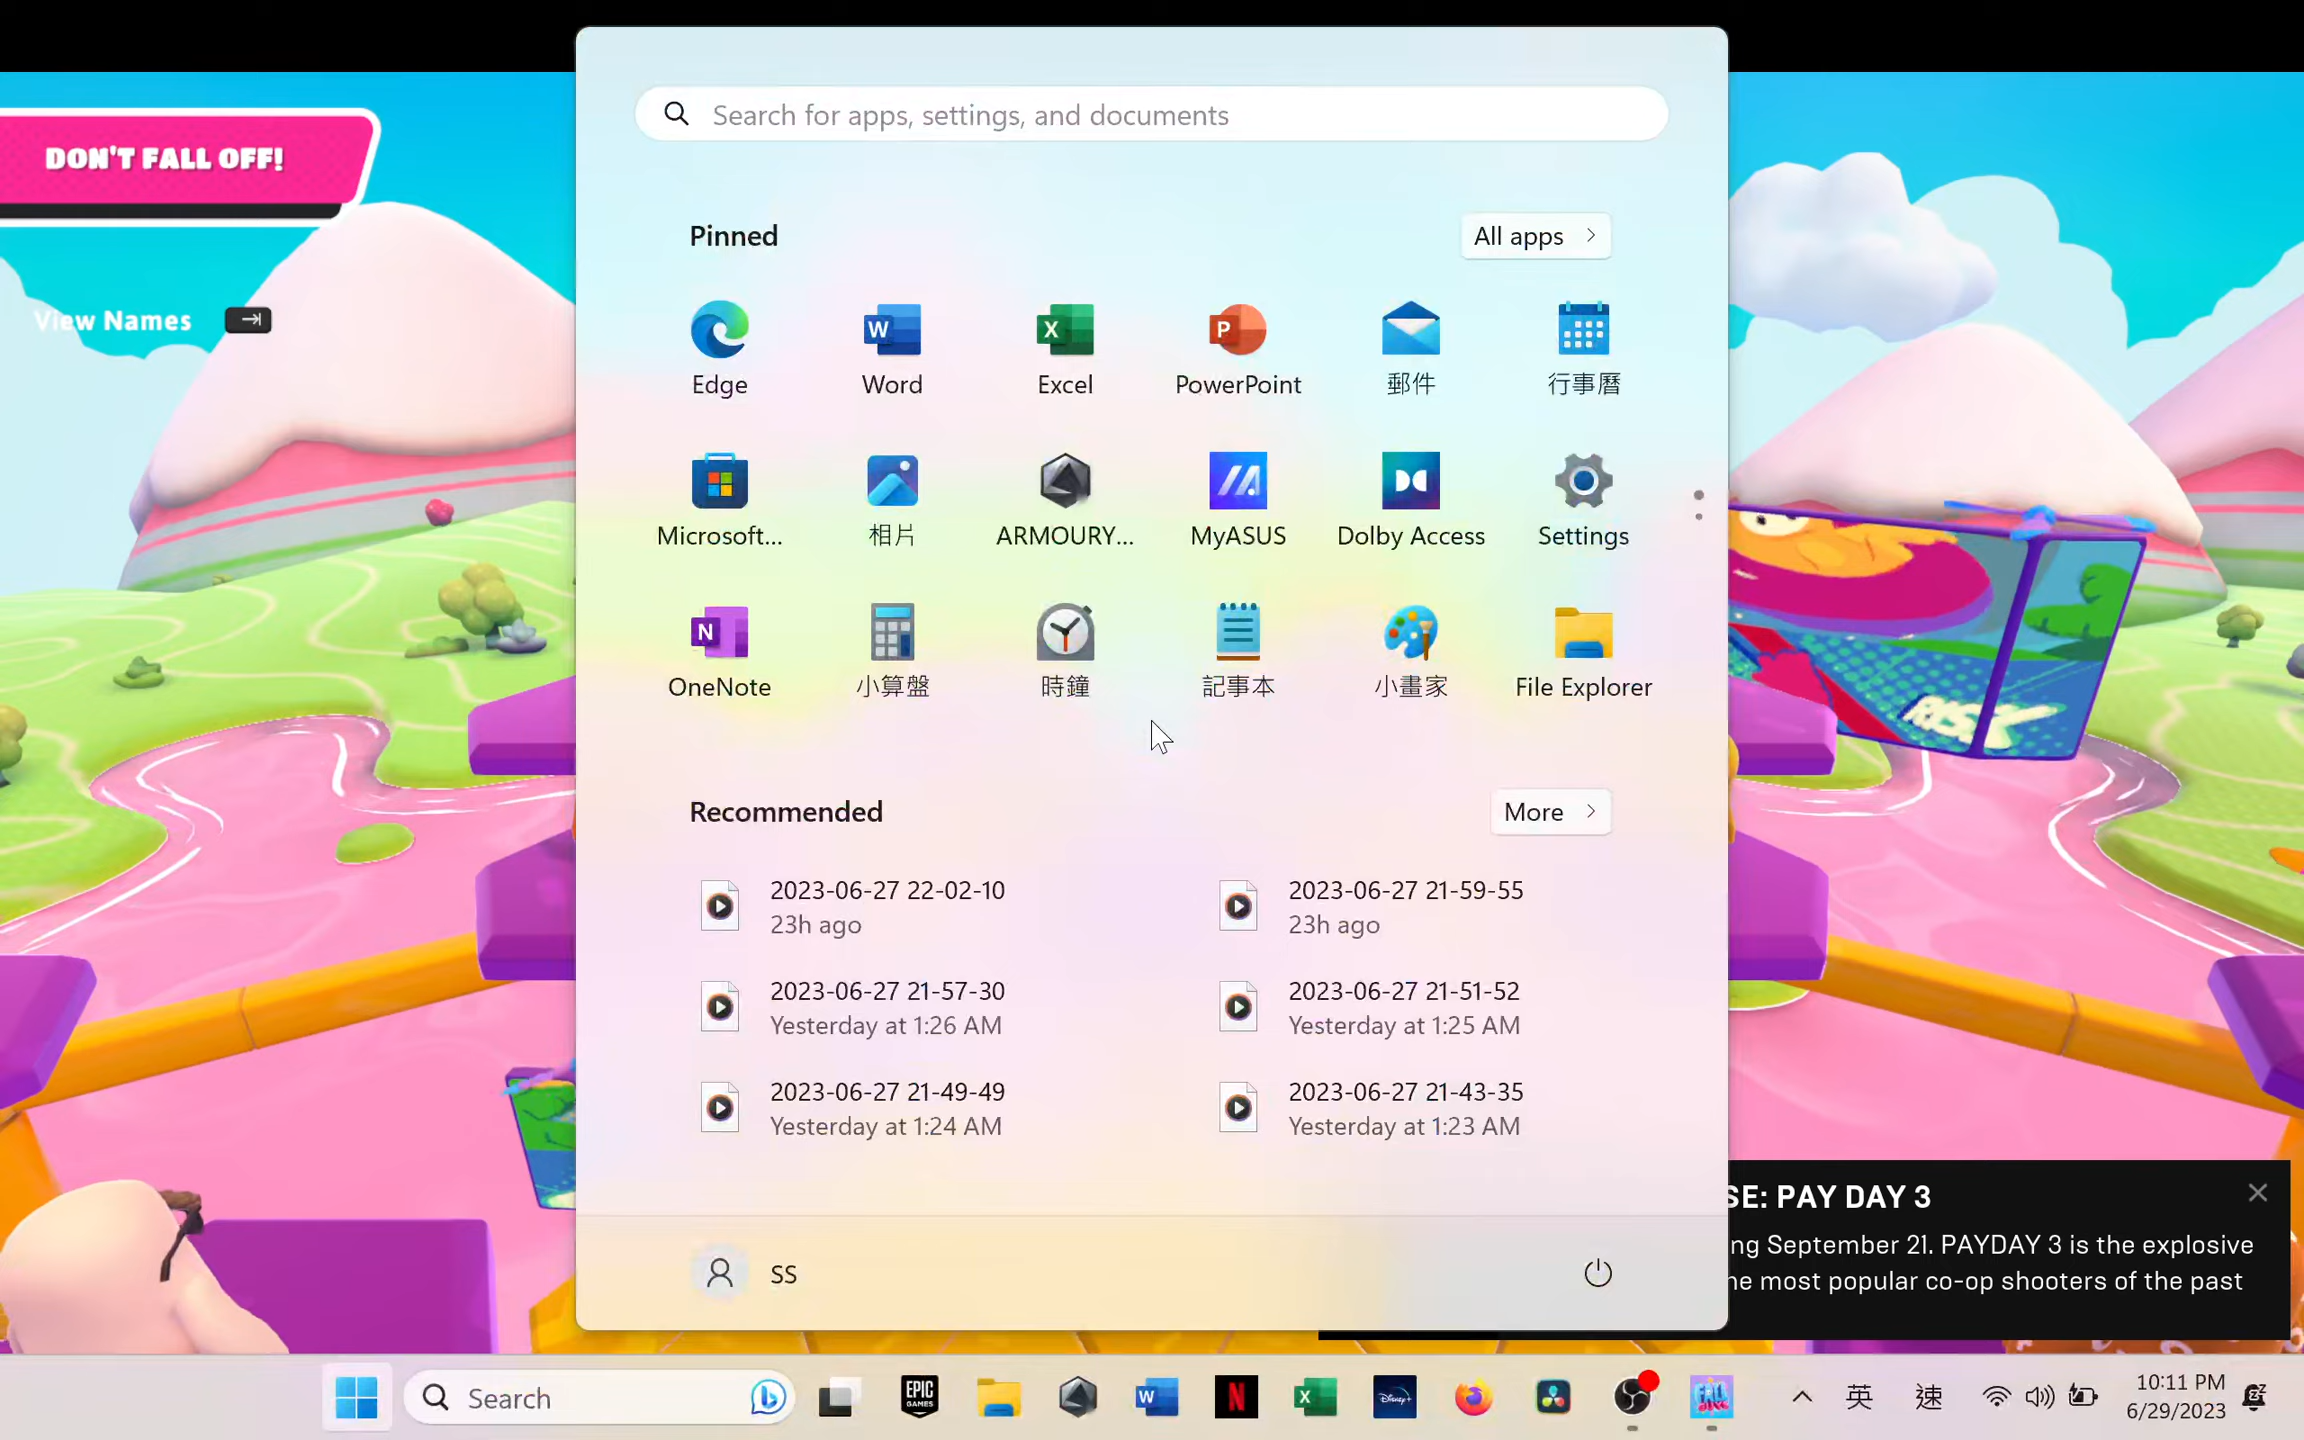 DON'T FALL OFF!
View Names
Search for apps, settings, and documents
Pinned
All apps
Edge
Word
Excel
PowerPoint
郵件
行事曆
Microsoft...
相片
ARMOURY...
MyASUS
Dolby Access
Settings
OneNote
小算盤
時鐘
記事本
小畫家
File Explorer
Recommended
More
2023-06-27 22-02-10
23h ago
2023-06-27 21-59-55
23h ago
2023-06-27 21-57-30
Yesterday at 1:26 AM
2023-06-27 21-51-52
Yesterday at 1:25 AM
2023-06-27 21-49-49
Yesterday at 1:24 AM
2023-06-27 21-43-35
Yesterday at 1:23 AM
SE: PAY DAY 3
ng September 21. PAYDAY 3 is the explosive
ne most popular co-op shooters of the past
SS
Search
EPIC
GAMES
Disney+
FALL
英
速
10:11 PM
6/29/2023